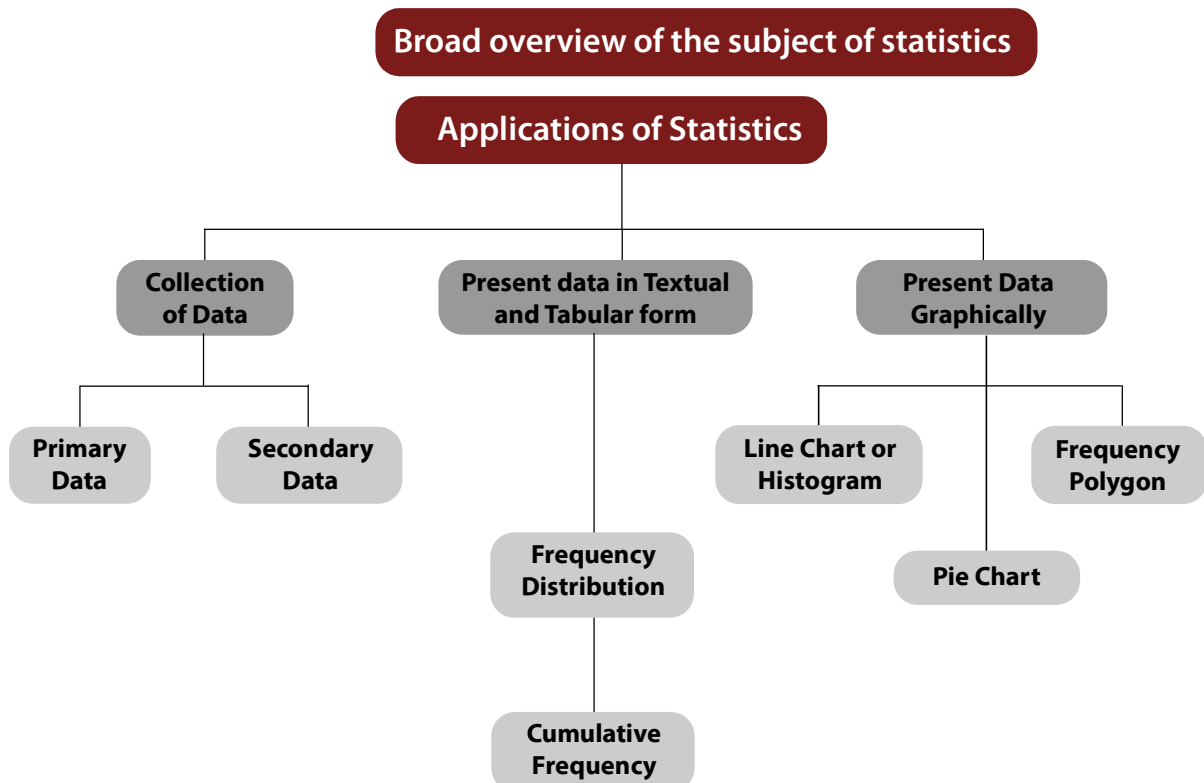 Broad overview of the subject of statistics
Applications of Statistics
Collection
of Data
Present data in Textual
and Tabular form
Present Data
Graphically
Primary
Data
Secondary
Data
Line Chart or
Histogram
Frequency
Polygon
Frequency
Distribution
Pie Chart
Cumulative
Frequency